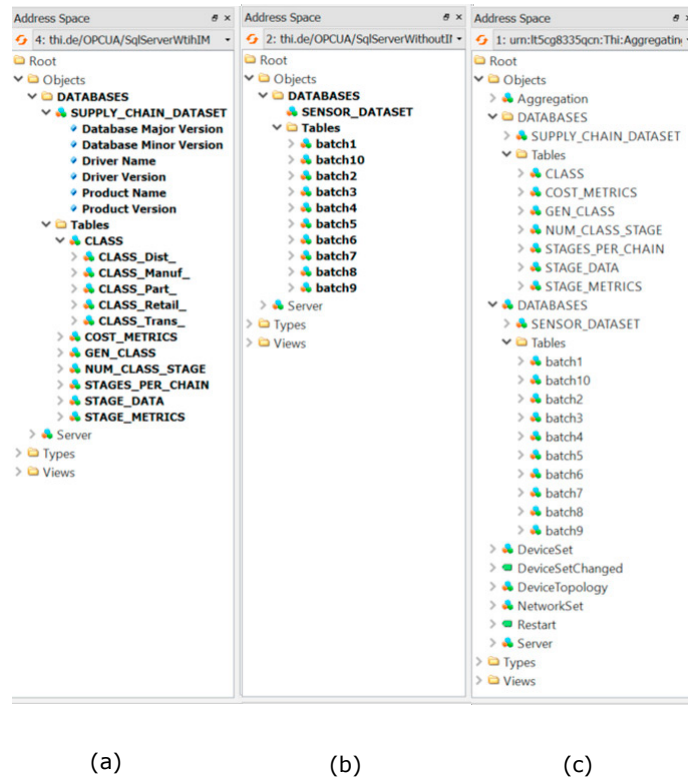 Address Space
4: thi.de/OPCUA/SqlServerWtihIM
Root
Objects
DATABASES
SUPPLY_CHAIN_DATASET
Database Major Version
Database Minor Version
Driver Name
Driver Version
Product Name
Product Version
Tables
CLASS
CLASS_Dist_
CLASS_Manuf_
CLASS_Part_
CLASS_Retail_
CLASS_Trans_
COST_METRICS
GEN_CLASS
NUM_CLASS_STAGE
STAGES_PER_CHAIN
STAGE_DATA
STAGE_METRICS
Server
Types
Views
(a)
Address Space
2: thi.de/OPCUA/SqlServerWithoutII
Root
Objects
DATABASES
SENSOR_DATASET
Tables
batch1
batch10
batch2
batch3
batch4
batch5
batch6
batch7
batch8
batch9
Server
Types
Views
(b)
Address Space
1: urn:lt5cg8335qcn:Thi:Aggregating
Root
Objects
Aggregation
DATABASES
SUPPLY_CHAIN_DATASET
Tables
CLASS
COST_METRICS
GEN_CLASS
NUM_CLASS_STAGE
STAGES_PER_CHAIN
STAGE_DATA
STAGE_METRICS
DATABASES
SENSOR_DATASET
Tables
batch1
batch10
batch2
batch3
batch4
batch5
batch6
batch7
batch8
batch9
DeviceSet
DeviceSetChanged
DeviceTopology
NetworkSet
Restart
Server
Types
Views
(c)